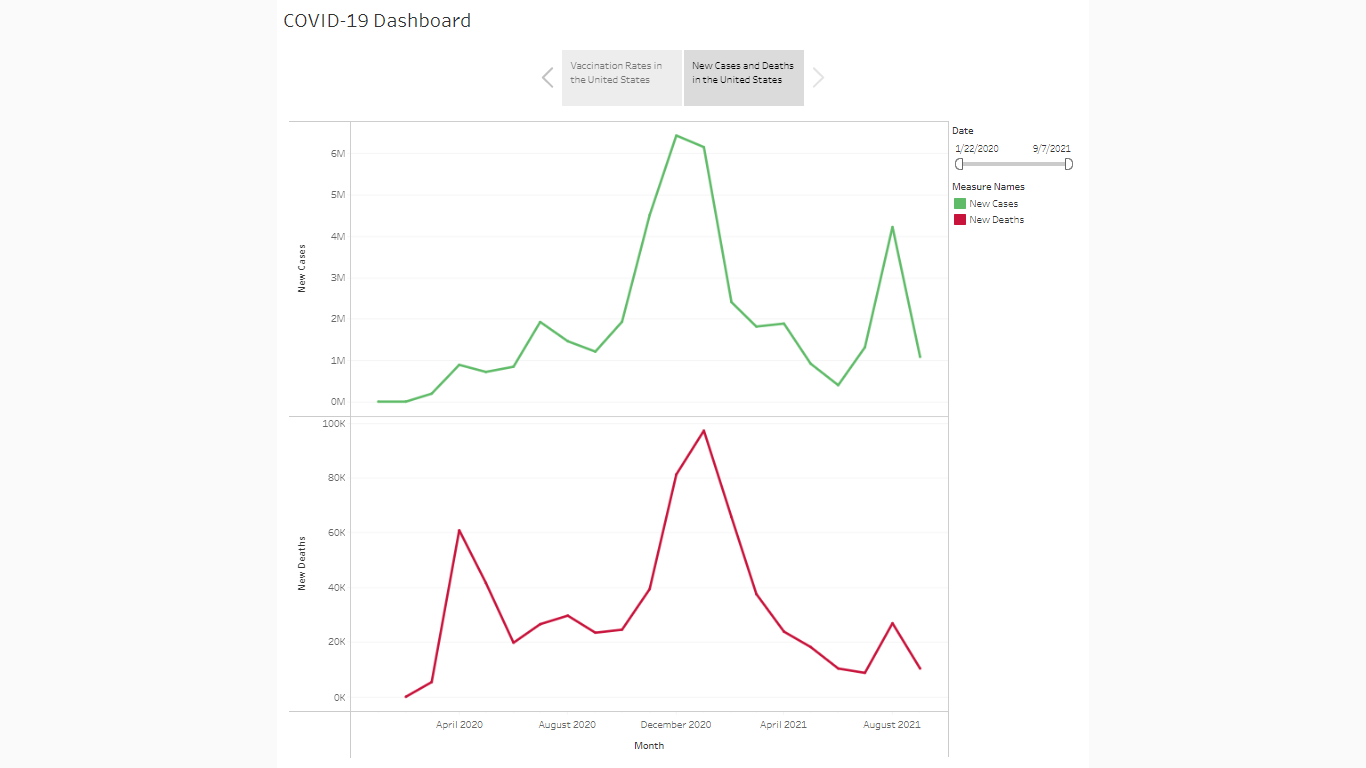 COVID-19 Dashboard
Vaccination Rates in
the United States
New Cases and Deaths
in the United States
Date
1/22/2020 9/7/2021
Measure Names
New Cases
New Deaths
New Cases
6M
5M
4M
3M
2M
1M
0M
New Deaths
100K
80K
60K
40K
20K
0K
April 2020 August 2020 December 2020 April 2021 August 2021
Month